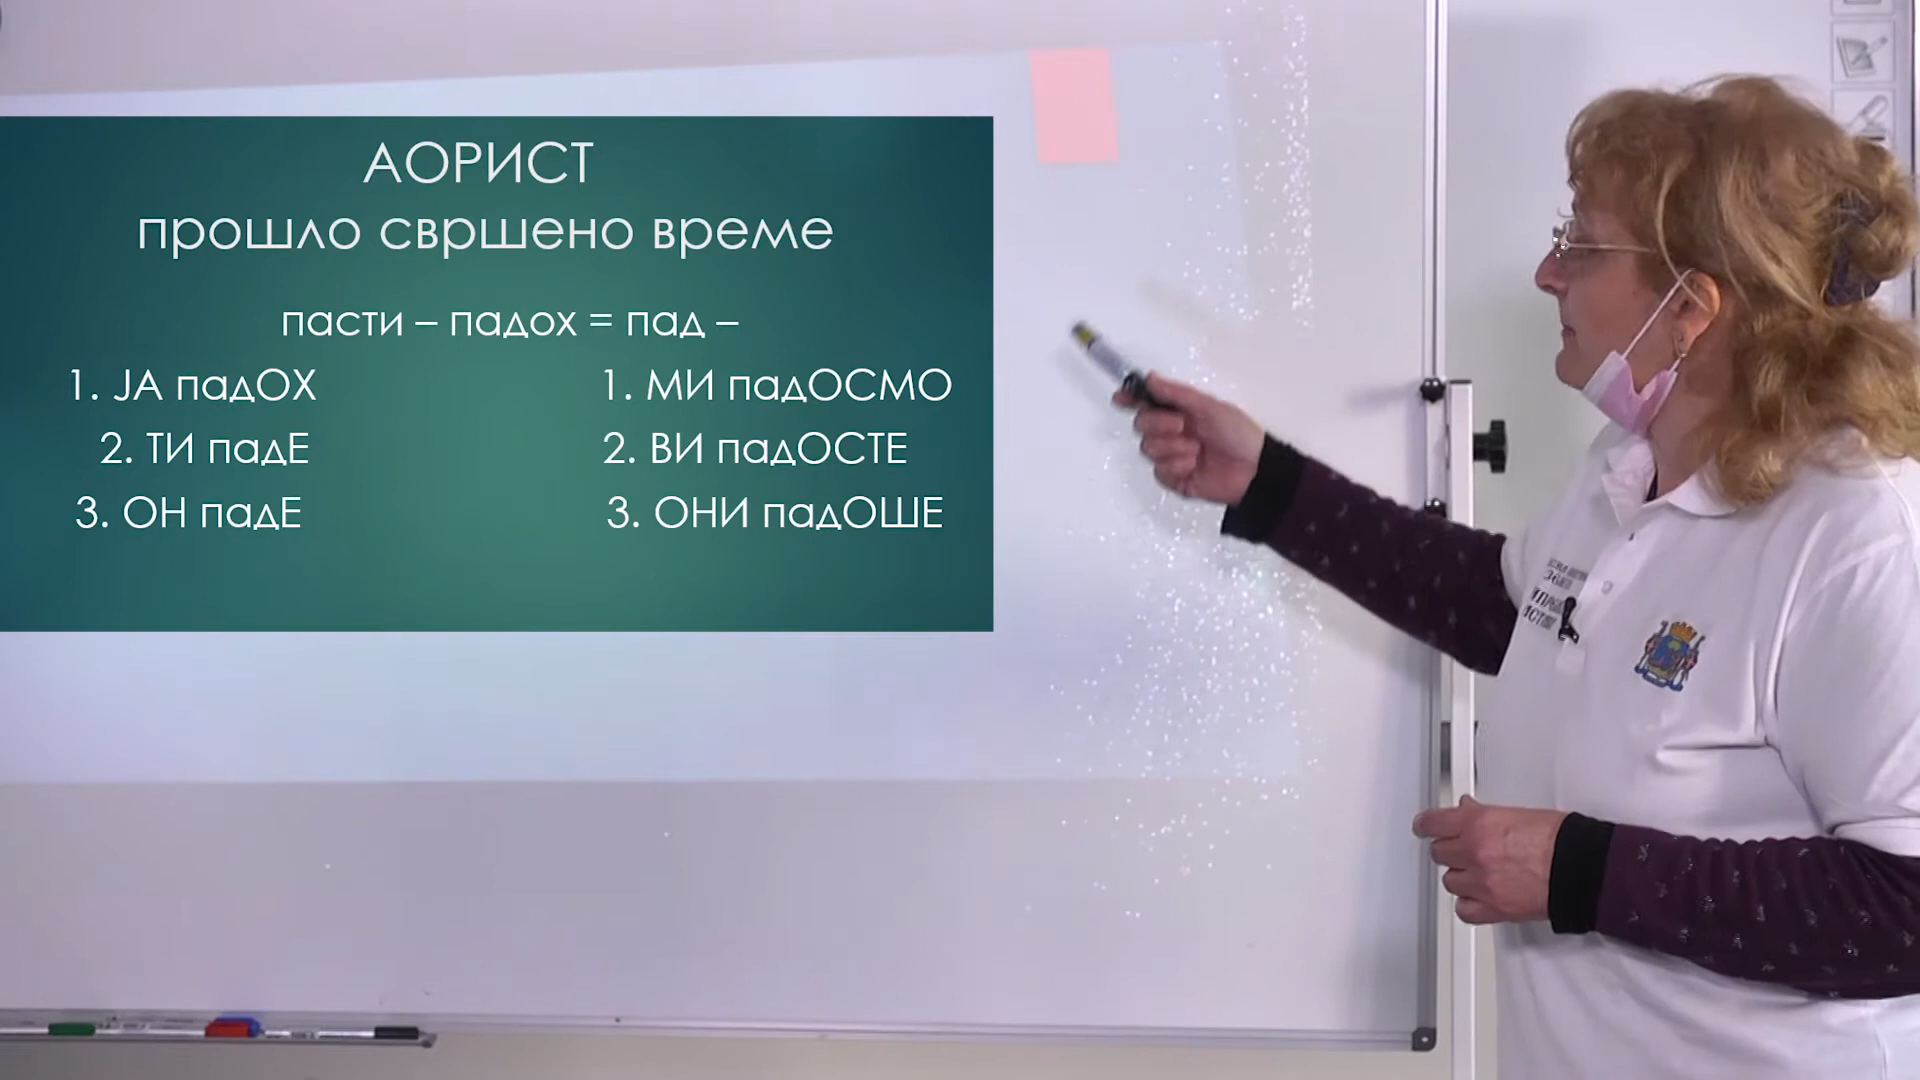 АОРИСТ
прошло свршено време
пасти – падох = пад –
1. ЈА падОХ
2. ТИ падЕ
3. ОН падЕ
1. МИ падОСМО
2. ВИ падОСТЕ
3. ОНИ падОШЕ